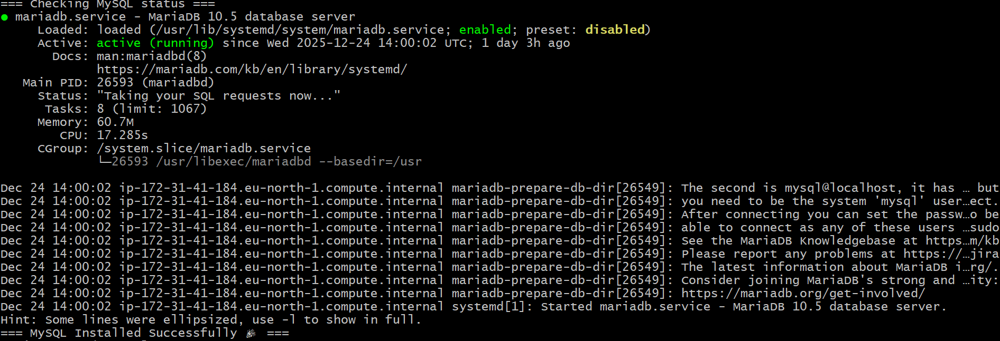 === Checking MySQL status ===
● mariadb.service - MariaDB 10.5 database server
Loaded: loaded (/usr/lib/systemd/system/mariadb.service; enabled; preset: disabled)
Active: active (running) since Wed 2025-12-24 14:00:02 UTC; 1 day 3h ago
Docs: man:mariadbd(8)
https://mariadb.com/kb/en/library/systemd/
Main PID: 26593 (mariadbd)
Status: "Taking your SQL requests now..."
Tasks: 8 (limit: 1067)
Memory: 60.7M
CPU: 17.285s
CGroup: /system.slice/mariadb.service
└─26593 /usr/libexec/mariadbd --basedir=/usr
Dec 24 14:00:02 ip-172-31-41-184.eu-north-1.compute.internal mariadb-prepare-db-dir[26549]: The second is mysql@localhost, it has … but
Dec 24 14:00:02 ip-172-31-41-184.eu-north-1.compute.internal mariadb-prepare-db-dir[26549]: you need to be the system 'mysql' user…ect.
Dec 24 14:00:02 ip-172-31-41-184.eu-north-1.compute.internal mariadb-prepare-db-dir[26549]: After connecting you can set the passw…o be
Dec 24 14:00:02 ip-172-31-41-184.eu-north-1.compute.internal mariadb-prepare-db-dir[26549]: able to connect as any of these users …sudo
Dec 24 14:00:02 ip-172-31-41-184.eu-north-1.compute.internal mariadb-prepare-db-dir[26549]: See the MariaDB Knowledgebase at https…m/kb
Dec 24 14:00:02 ip-172-31-41-184.eu-north-1.compute.internal mariadb-prepare-db-dir[26549]: Please report any problems at https://…jira
Dec 24 14:00:02 ip-172-31-41-184.eu-north-1.compute.internal mariadb-prepare-db-dir[26549]: The latest information about MariaDB i…rg/.
Dec 24 14:00:02 ip-172-31-41-184.eu-north-1.compute.internal mariadb-prepare-db-dir[26549]: Consider joining MariaDB's strong and …ity:
Dec 24 14:00:02 ip-172-31-41-184.eu-north-1.compute.internal mariadb-prepare-db-dir[26549]: https://mariadb.org/get-involved/
Dec 24 14:00:02 ip-172-31-41-184.eu-north-1.compute.internal systemd[1]: Started mariadb.service - MariaDB 10.5 database server.
Hint: Some lines were ellipsized, use -l to show in full.
=== MySQL Installed Successfully 🎉 ===